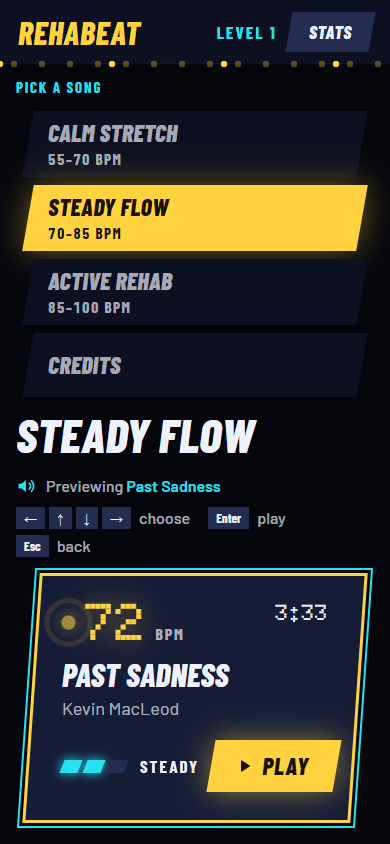 REHABEAT
LEVEL 1
STATS
PICK A SONG
CALM STRETCH
55–70 BPM
STEADY FLOW
70–85 BPM
ACTIVE REHAB
85–100 BPM
CREDITS
STEADY FLOW
Previewing Past Sadness
← ↑ ↓ → choose Enter play
Esc back
72 BPM
3:33
PAST SADNESS
Kevin MacLeod
STEADY
PLAY